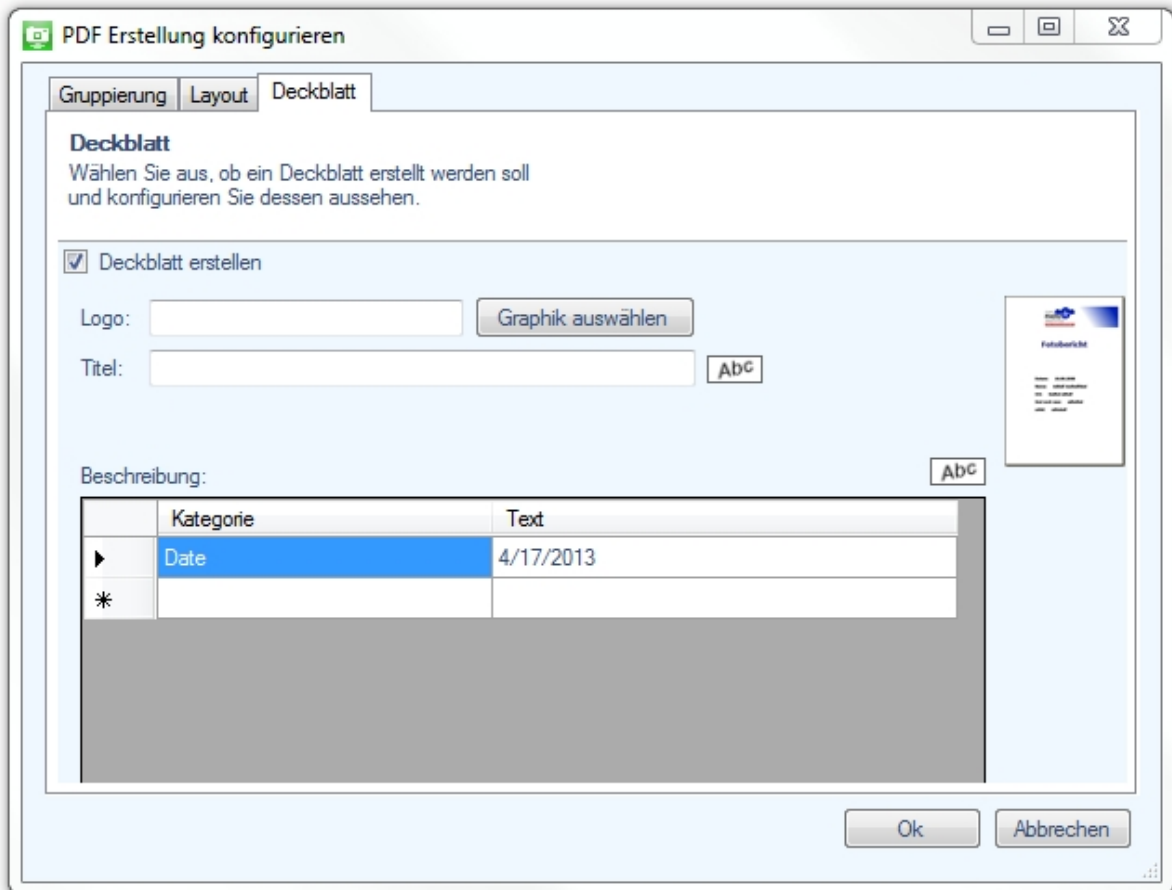 PDF Erstellung konfigurieren
Gruppierung Layout Deckblatt
Deckblatt
Wählen Sie aus, ob ein Deckblatt erstellt werden soll
und konfigurieren Sie dessen aussehen.
Deckblatt erstellen
Logo: Graphik auswählen
Titel: Abc
Fotobericht
Beschreibung: Abc
Kategorie Text
Date 4/17/2013
Ok Abbrechen